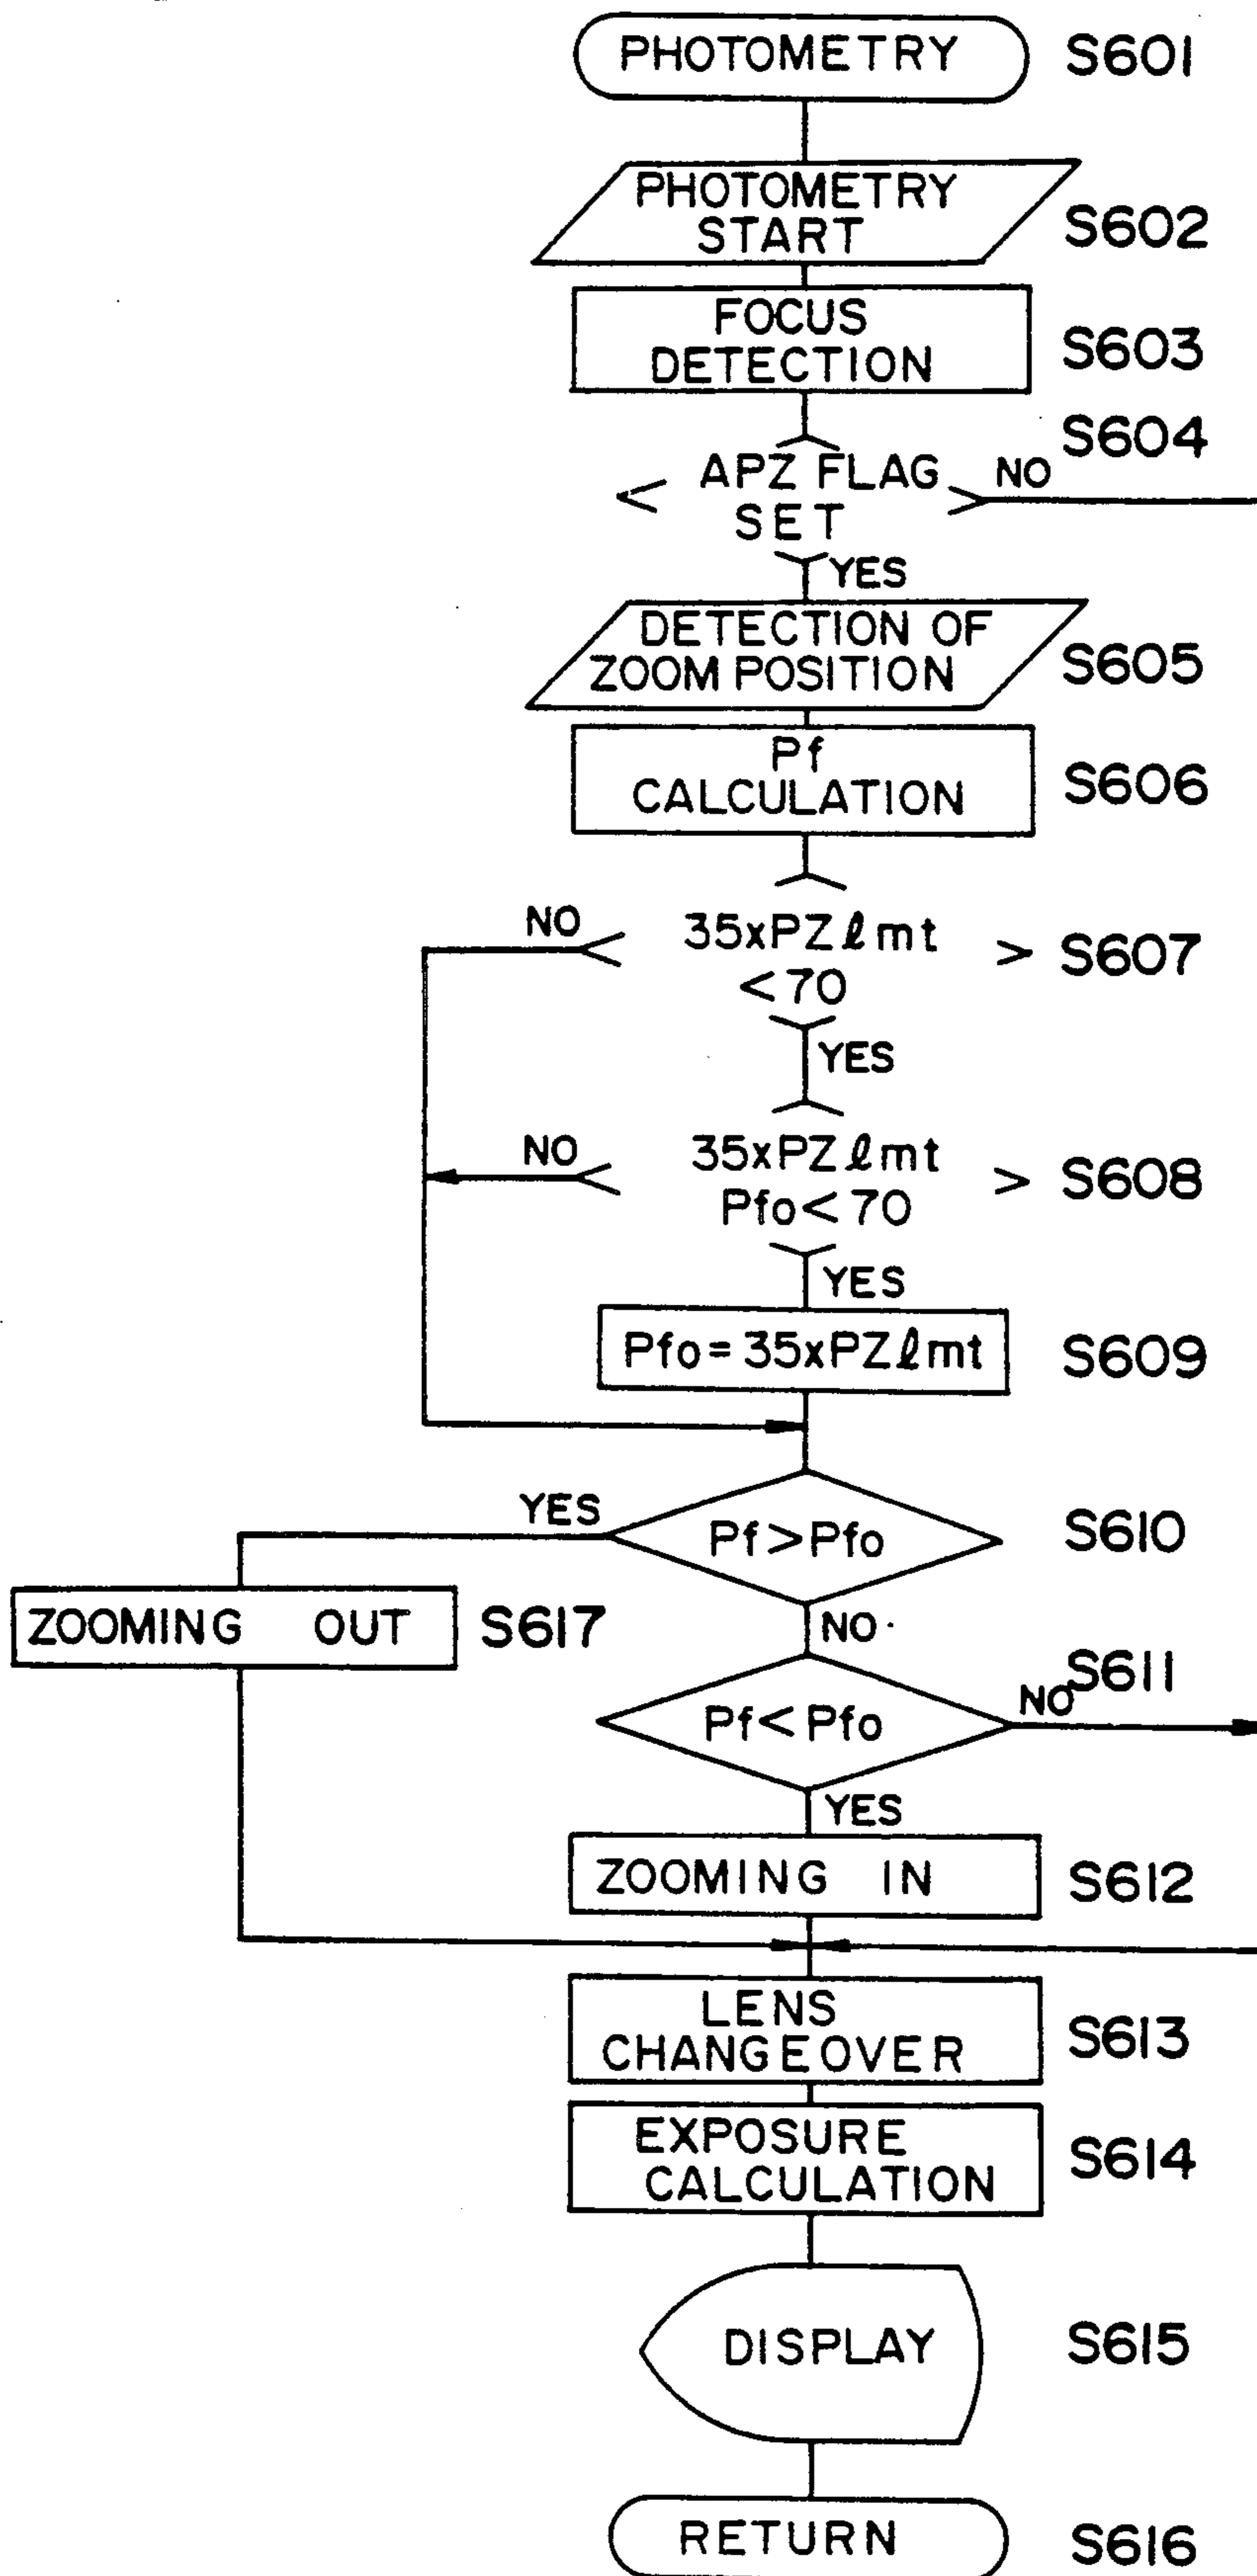 PHOTOMETRY S601
PHOTOMETRY
START
S602
FOCUS
DETECTION
S603
S604
APZ FLAG
SET
NO
YES
DETECTION OF
ZOOM POSITION
S605
Pf
CALCULATION
S606
NO
35xPZℓmt
<70
S607
YES
NO
35xPZℓmt
Pfo<70
S608
YES
Pfo=35xPZℓmt S609
YES
Pf>Pfo S610
ZOOMING OUT S617
NO
S611
NO
Pf<Pfo
YES
ZOOMING IN S612
LENS
CHANGEOVER
S613
EXPOSURE
CALCULATION
S614
DISPLAY S615
RETURN S616